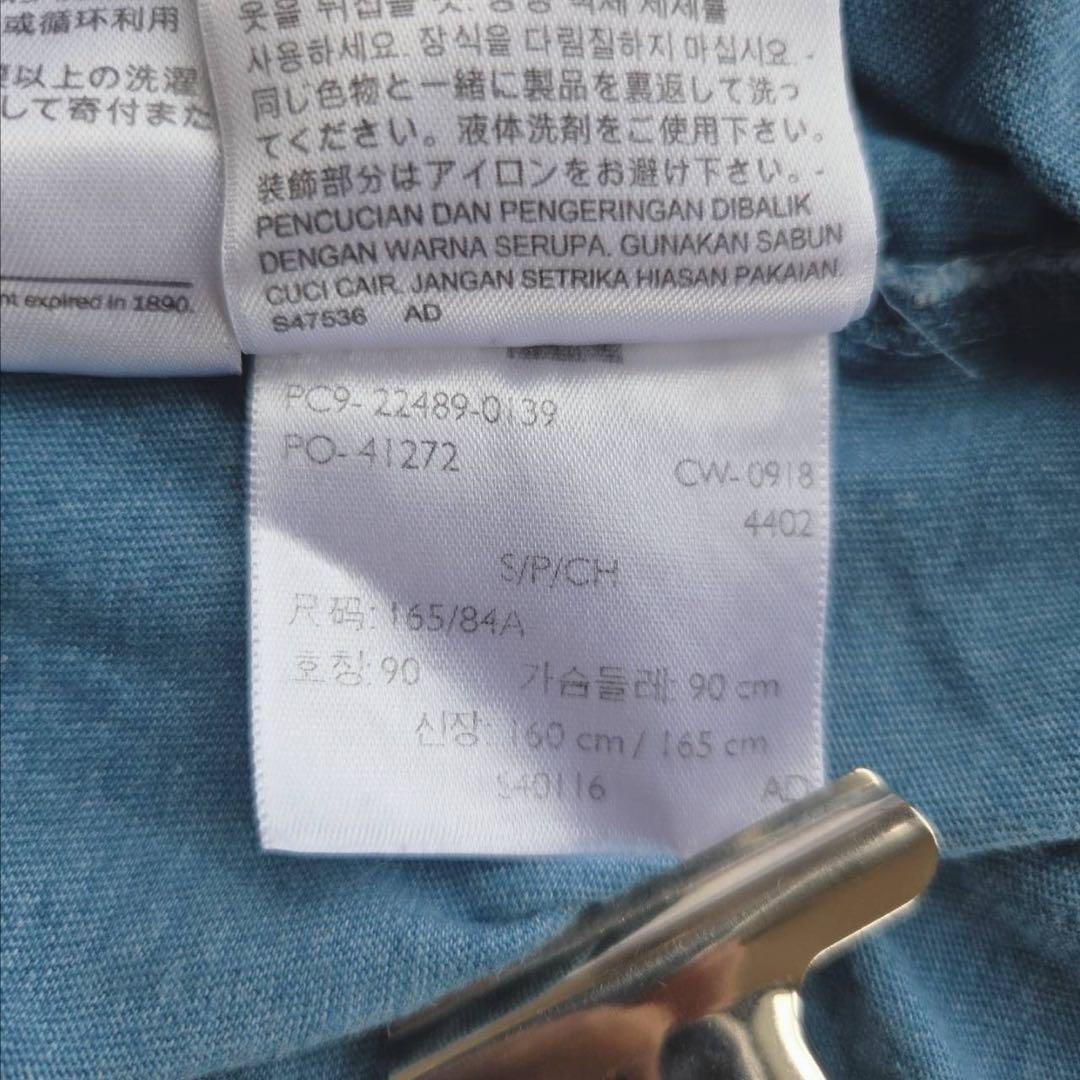 或循环利用
以上の洗濯
して寄付また
nt expired in 1890.
사용하세요. 장식을 다림질하지 마십시요. -
同じ色物と一緒に製品を裏返して洗っ
てください。液体洗剤をご使用下さい。
装飾部分はアイロンをお避け下さい。-
PENCUCIAN DAN PENGERINGAN DIBALIK
DENGAN WARNA SERUPA. GUNAKAN SABUN
CUCI CAIR. JANGAN SETRIKA HIASAN PAKAIAN.
S47536 AD
PC9- 22489-0139
PO- 41272
CW- 0918
4402
S/P/CH
尺码: 165/84A
호칭: 90 가슴둘레: 90 cm
신장: 160 cm / 165 cm
S40116 AD